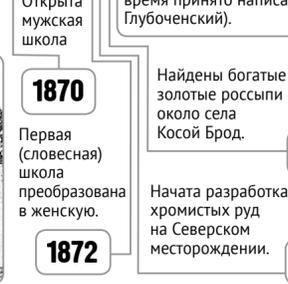 Открыта
мужская
школа
1870
Первая
(словесная)
школа
преобразована
в женскую.
1872
время принято
Глубоченский).
Найдены богатые
золотые россыпи
около села
Косой Брод.
Начата разработка
хромистых руд
на Северском
месторождении.